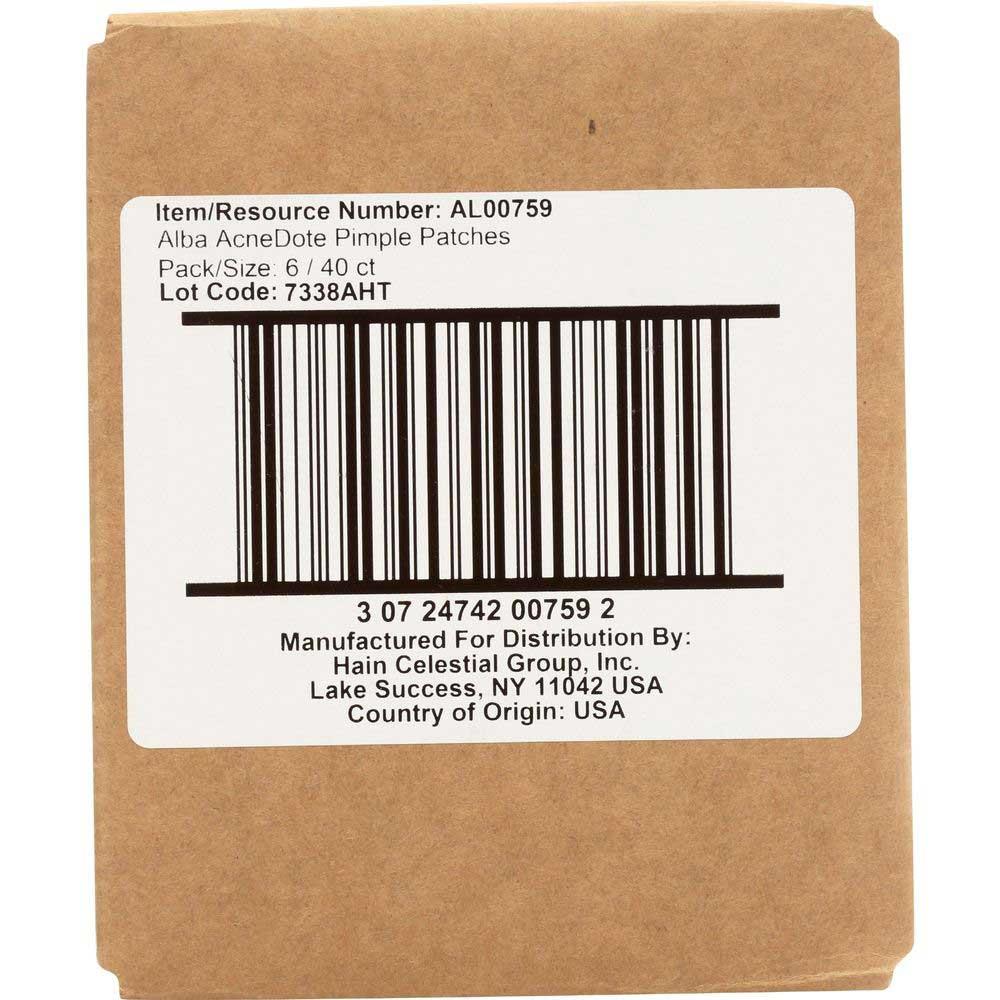 Item/Resource Number: AL00759
Alba AcneDote Pimple Patches
Pack/Size: 6 / 40 ct
Lot Code: 7338AHT
3 07 24742 00759 2
Manufactured For Distribution By:
Hain Celestial Group, Inc.
Lake Success, NY 11042 USA
Country of Origin: USA